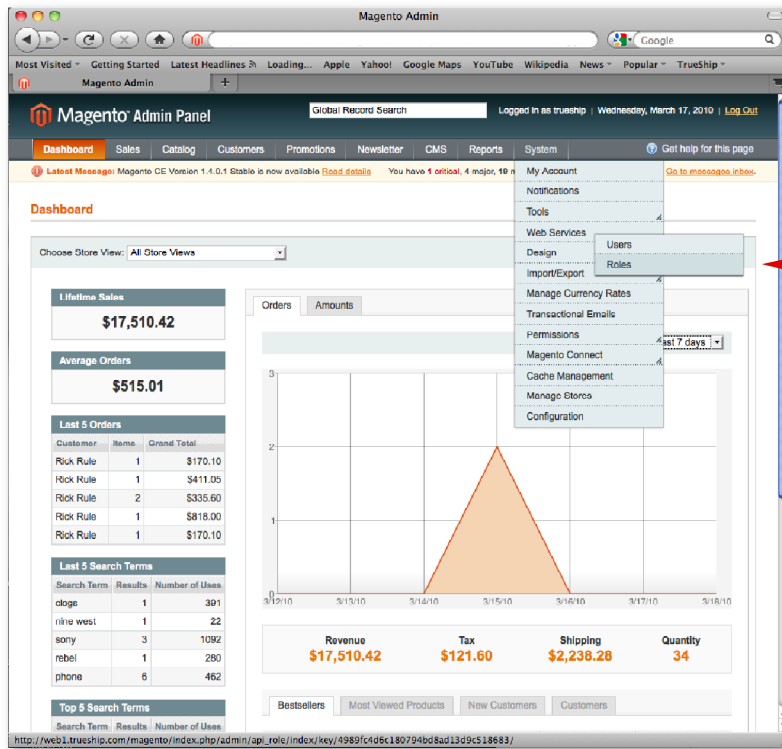 Magento Admin
Google
Most Visited Getting Started Latest Headlines Loading... Apple Yahoo! Google Maps YouTube Wikipedia News Popular TrueShip
Magento Admin +
Magento Admin Panel
Global Record Search
Logged in as trueship | Wednesday, March 17, 2010 | Log Out
Dashboard Sales Catalog Customers Promotions Newsletter CMS Reports System Get help for this page
Latest Message: Magento CE Version 1.4.0.1 Stable is now available Read details You have 1 critical, 4 major, 19 Go to messages inbox.
My Account
Notifications
Tools
Web Services
Design
Import/Export
Manage Currency Rates
Transactional Emails
Permissions
Magento Connect
Cache Management
Manage Stores
Configuration
Users
Roles
Dashboard
Choose Store View: All Store Views
ast 7 days
Lifetime Sales
$17,510.42
Average Orders
$515.01
Last 5 Orders
Customer Items Grand Total
Rick Rule 1 $170.10
Rick Rule 1 $411.05
Rick Rule 2 $335.60
Rick Rule 1 $818.00
Rick Rule 1 $170.10
Last 5 Search Terms
Search Term Results Number of Uses
clogs 1 391
nine west 1 22
sony 3 1092
rebel 1 280
phone 6 462
Top 5 Search Terms
Search Term Results Number of Uses
Orders Amounts
3
2
1
0
3/12/10 3/13/10 3/14/10 3/15/10 3/16/10 3/17/10 3/18/10
Revenue Tax Shipping Quantity
$17,510.42 $121.60 $2,238.28 34
Bestsellers Most Viewed Products New Customers Customers
http://web1.trueship.com/magento/index.php/admin/api_role/index/key/4989fc4d6c180794bd8ad13d9c518683/